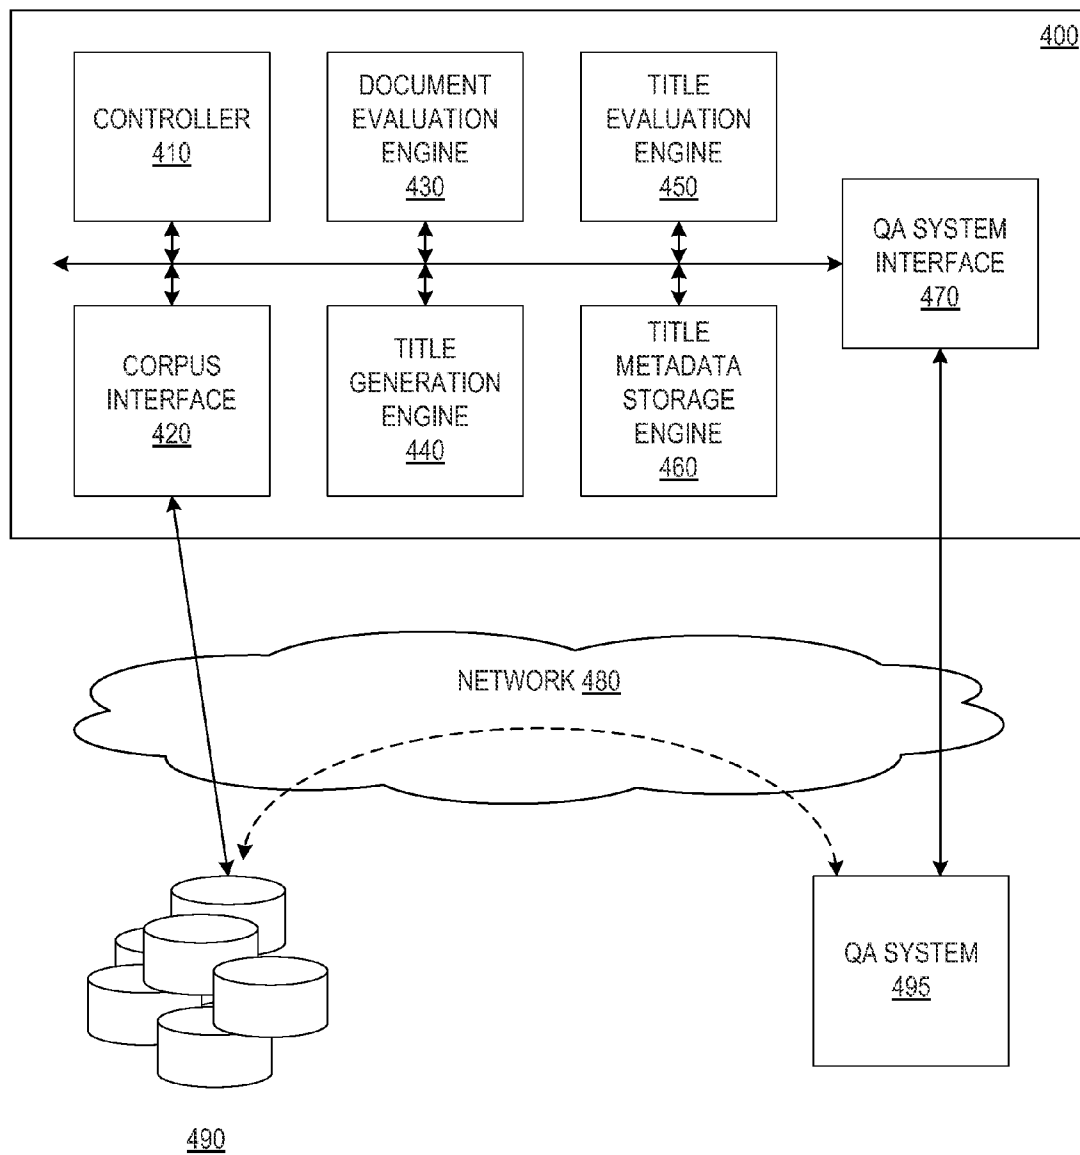 400
CONTROLLER
410
DOCUMENT
EVALUATION
ENGINE
430
TITLE
EVALUATION
ENGINE
450
QA SYSTEM
INTERFACE
470
CORPUS
INTERFACE
420
TITLE
GENERATION
ENGINE
440
TITLE
METADATA
STORAGE
ENGINE
460
NETWORK 480
QA SYSTEM
495
490